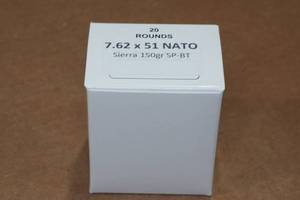 20
ROUNDS
7.62 x 51 NATO
Sierra 150gr SP-BT